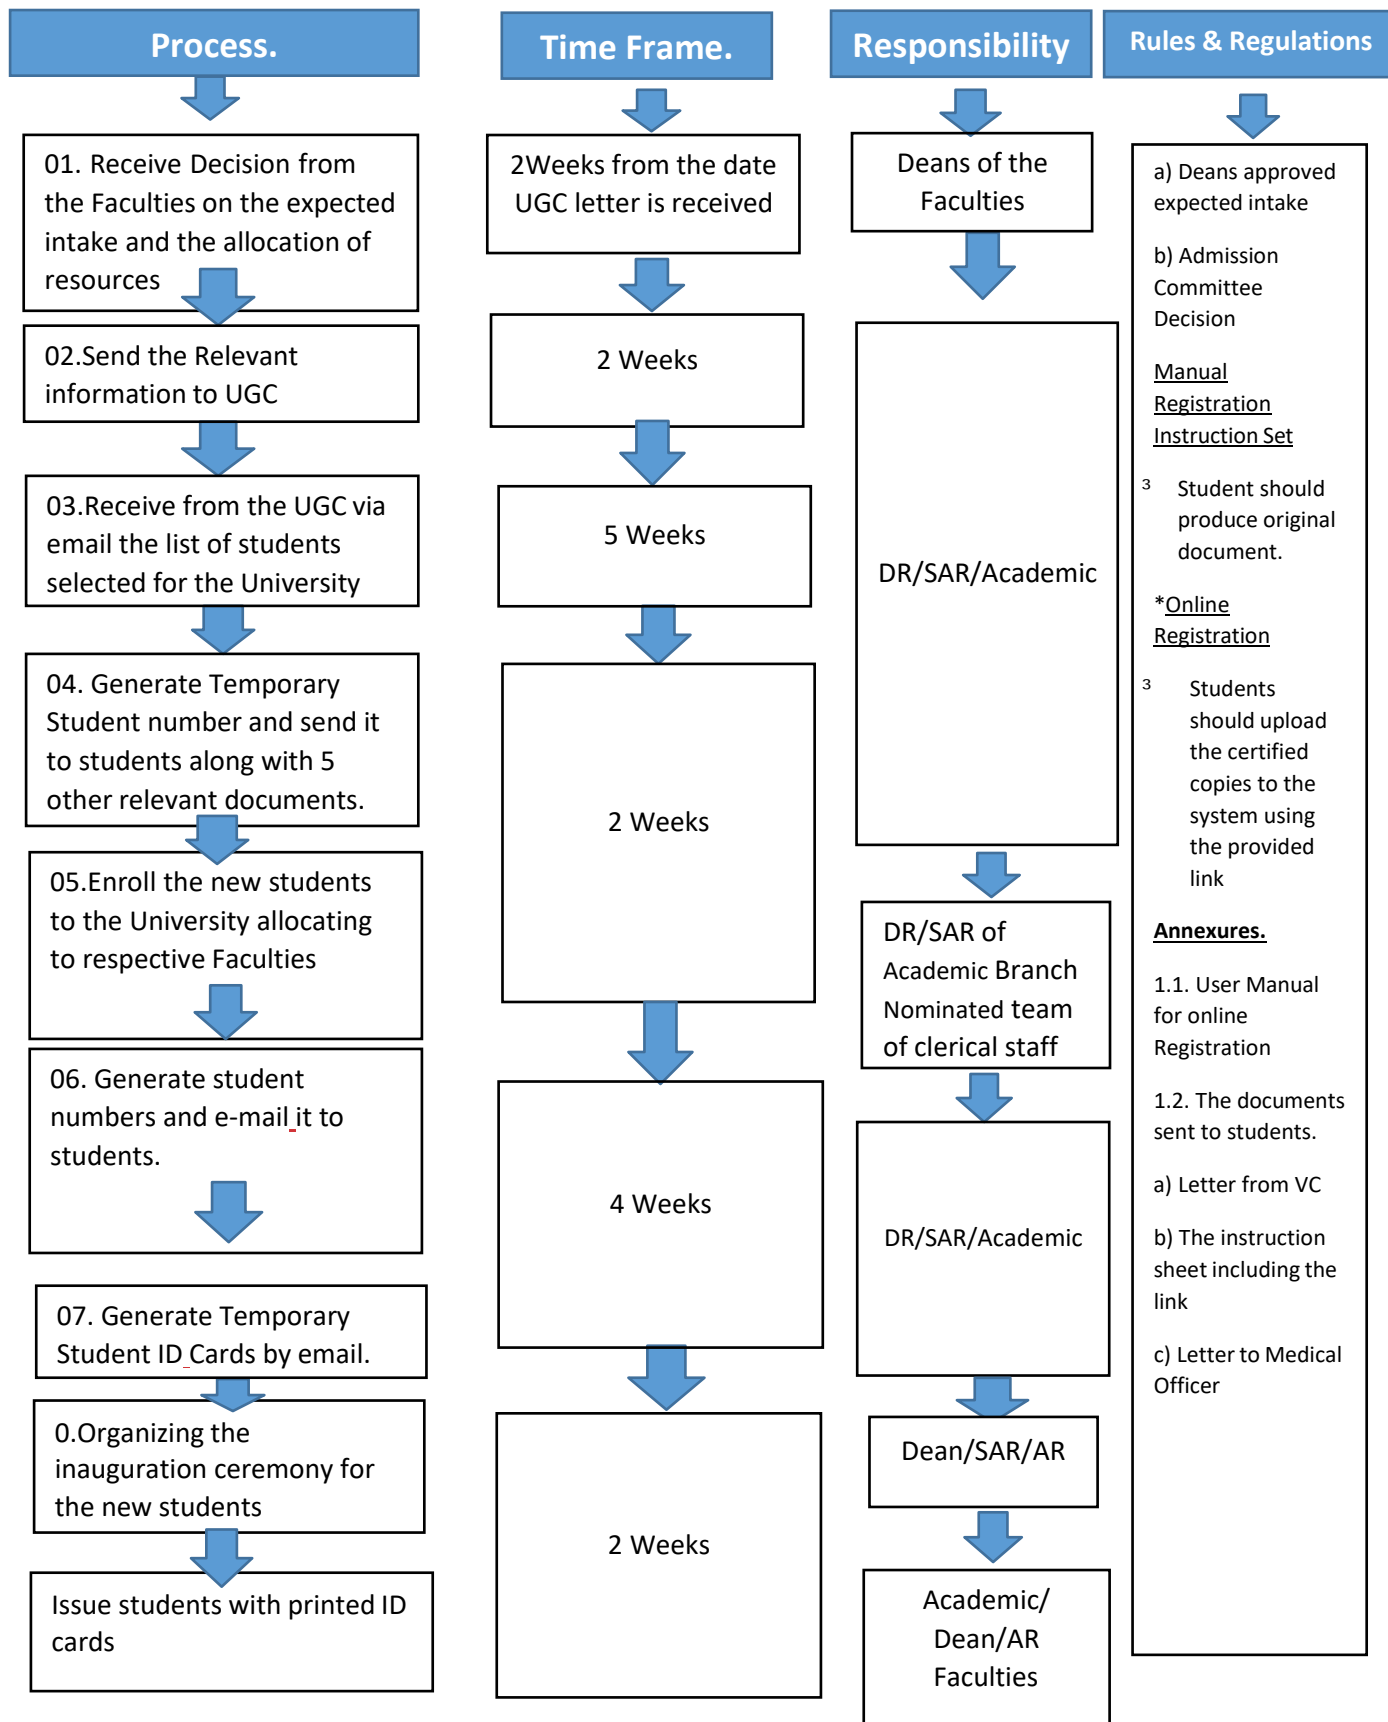 Process.
01. Receive Decision from
the Faculties on the expected
intake and the allocation of
resources
02.Send the Relevant
information to UGC
03.Receive from the UGC via
email the list of students
selected for the University
04. Generate Temporary
Student number and send it
to students along with 5
other relevant documents.
05.Enroll the new students
to the University allocating
to respective Faculties
06. Generate student
numbers and e-mail it to
students.
07. Generate Temporary
Student ID Cards by email.
0.Organizing the
inauguration ceremony for
the new students
Issue students with printed ID
cards
Time Frame.
2Weeks from the date
UGC letter is received
2 Weeks
5 Weeks
2 Weeks
4 Weeks
2 Weeks
Responsibility
Deans of the
Faculties
DR/SAR/Academic
DR/SAR of
Academic Branch
Nominated team
of clerical staff
DR/SAR/Academic
Dean/SAR/AR
Academic/
Dean/AR
Faculties
Rules & Regulations
a) Deans approved
expected intake
b) Admission
Committee
Decision
Manual
Registration
Instruction Set
³ Student should
produce original
document.
*Online
Registration
³ Students
should upload
the certified
copies to the
system using
the provided
link
Annexures.
1.1. User Manual
for online
Registration
1.2. The documents
sent to students.
a) Letter from VC
b) The instruction
sheet including the
link
c) Letter to Medical
Officer